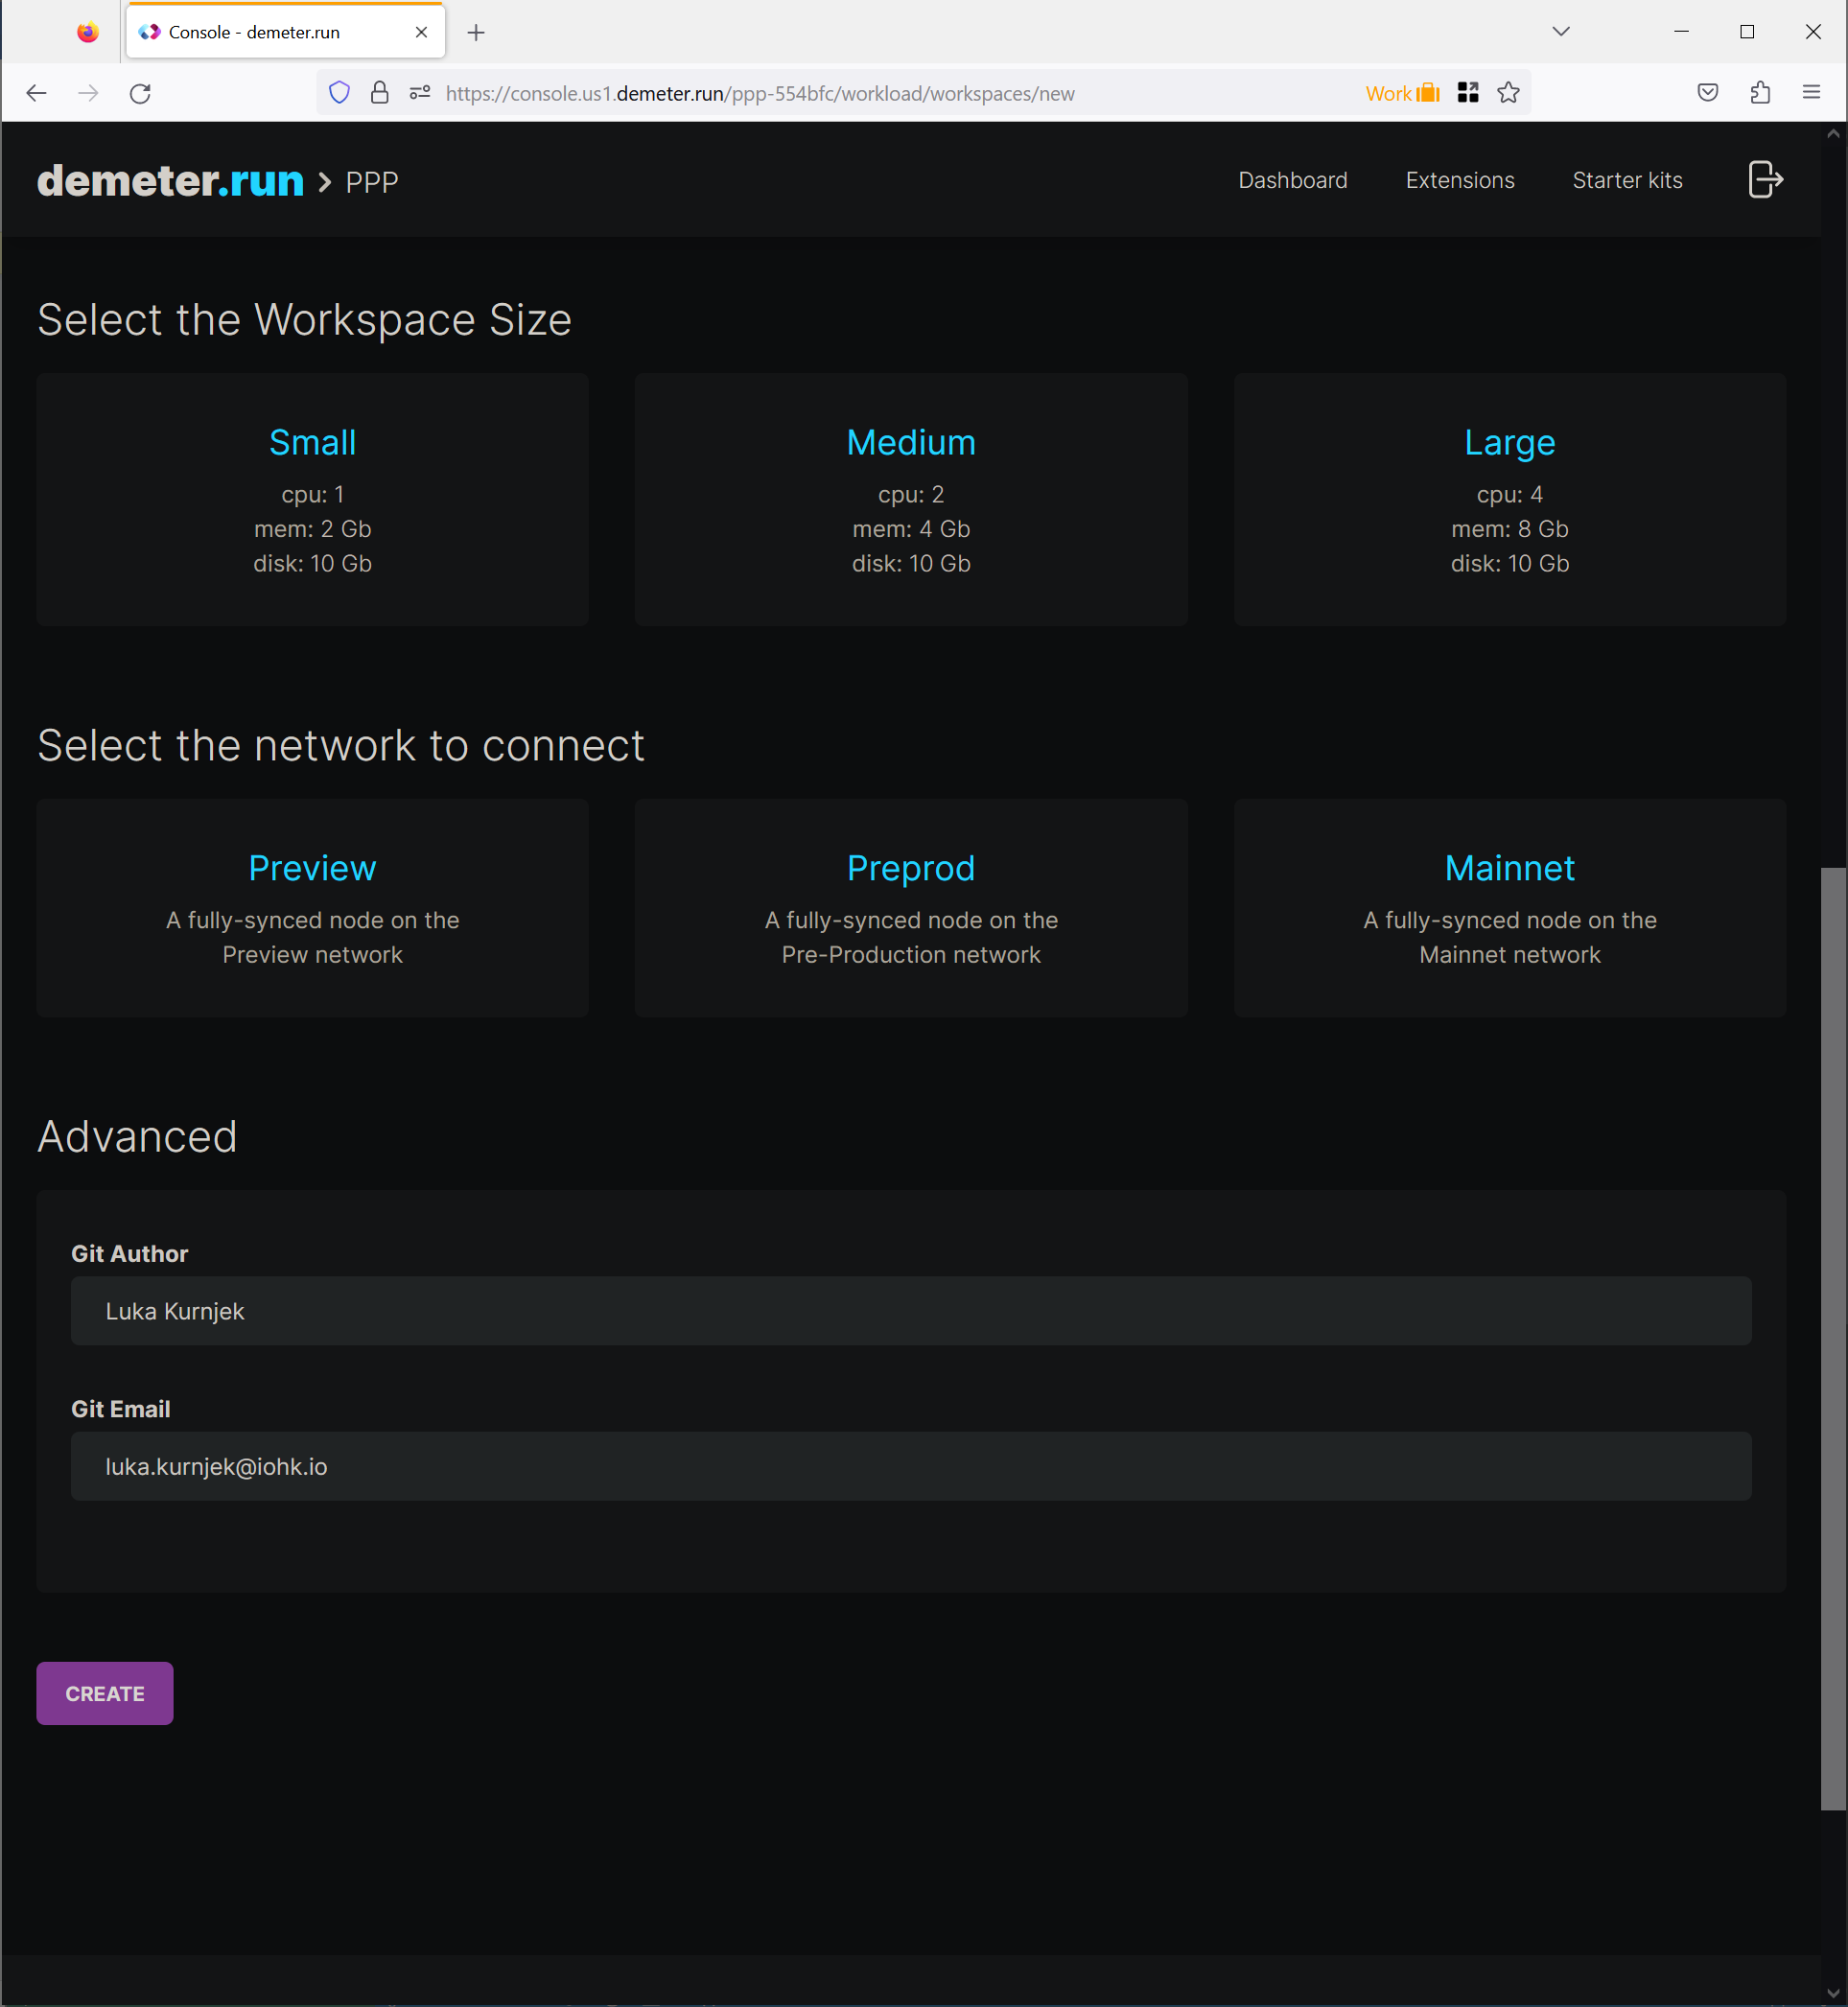 Console - demeter.run
https://console.us1.demeter.run/ppp-554bfc/workload/workspaces/new
Work
demeter.run > PPP
Dashboard
Extensions
Starter kits
Select the Workspace Size
Small
cpu: 1
mem: 2 Gb
disk: 10 Gb
Medium
cpu: 2
mem: 4 Gb
disk: 10 Gb
Large
cpu: 4
mem: 8 Gb
disk: 10 Gb
Select the network to connect
Preview
A fully-synced node on the
Preview network
Preprod
A fully-synced node on the
Pre-Production network
Mainnet
A fully-synced node on the
Mainnet network
Advanced
Git Author
Luka Kurnjek
Git Email
luka.kurnjek@iohk.io
CREATE